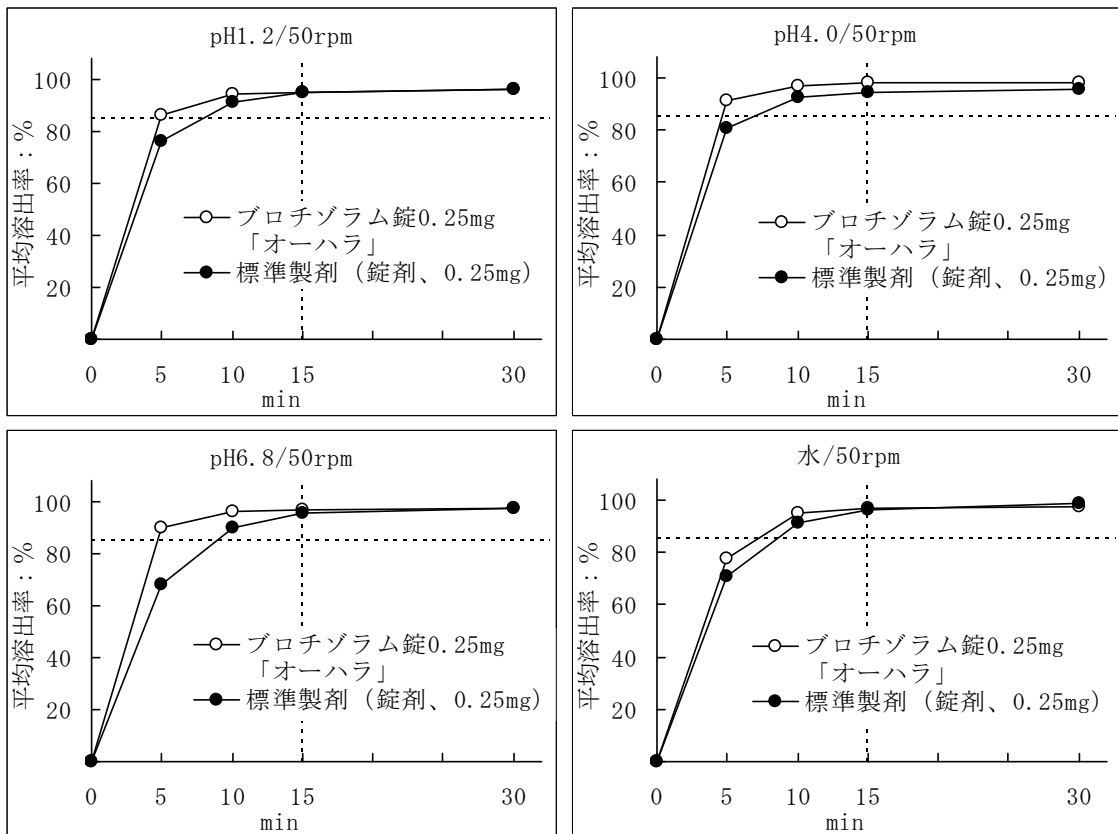 pH1.2/50rpm
平均溶出率：%
100
80
60
40
20
ブロチゾラム錠0.25mg
「オーハラ」
標準製剤（錠剤、0.25mg）
0 5 10 15 30
min
pH4.0/50rpm
平均溶出率：%
100
80
60
40
20
ブロチゾラム錠0.25mg
「オーハラ」
標準製剤（錠剤、0.25mg）
0 5 10 15 30
min
pH6.8/50rpm
平均溶出率：%
100
80
60
40
20
ブロチゾラム錠0.25mg
「オーハラ」
標準製剤（錠剤、0.25mg）
0 5 10 15 30
min
水/50rpm
平均溶出率：%
100
80
60
40
20
ブロチゾラム錠0.25mg
「オーハラ」
標準製剤（錠剤、0.25mg）
0 5 10 15 30
min